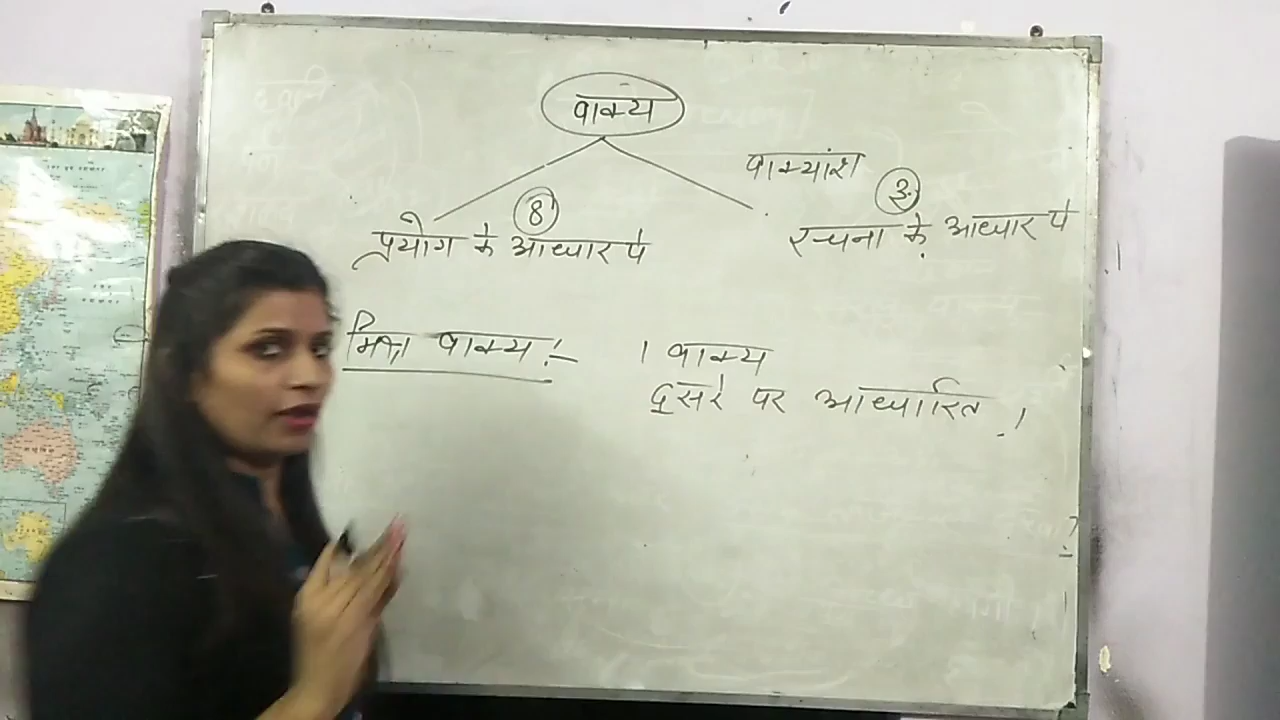 वाक्य
वाक्यांश
8
3
प्रयोग के आधार पे
रचना के आधार पे
मिश्र वाक्य :-
1 वाक्य
दुसरे पर आधारित ।